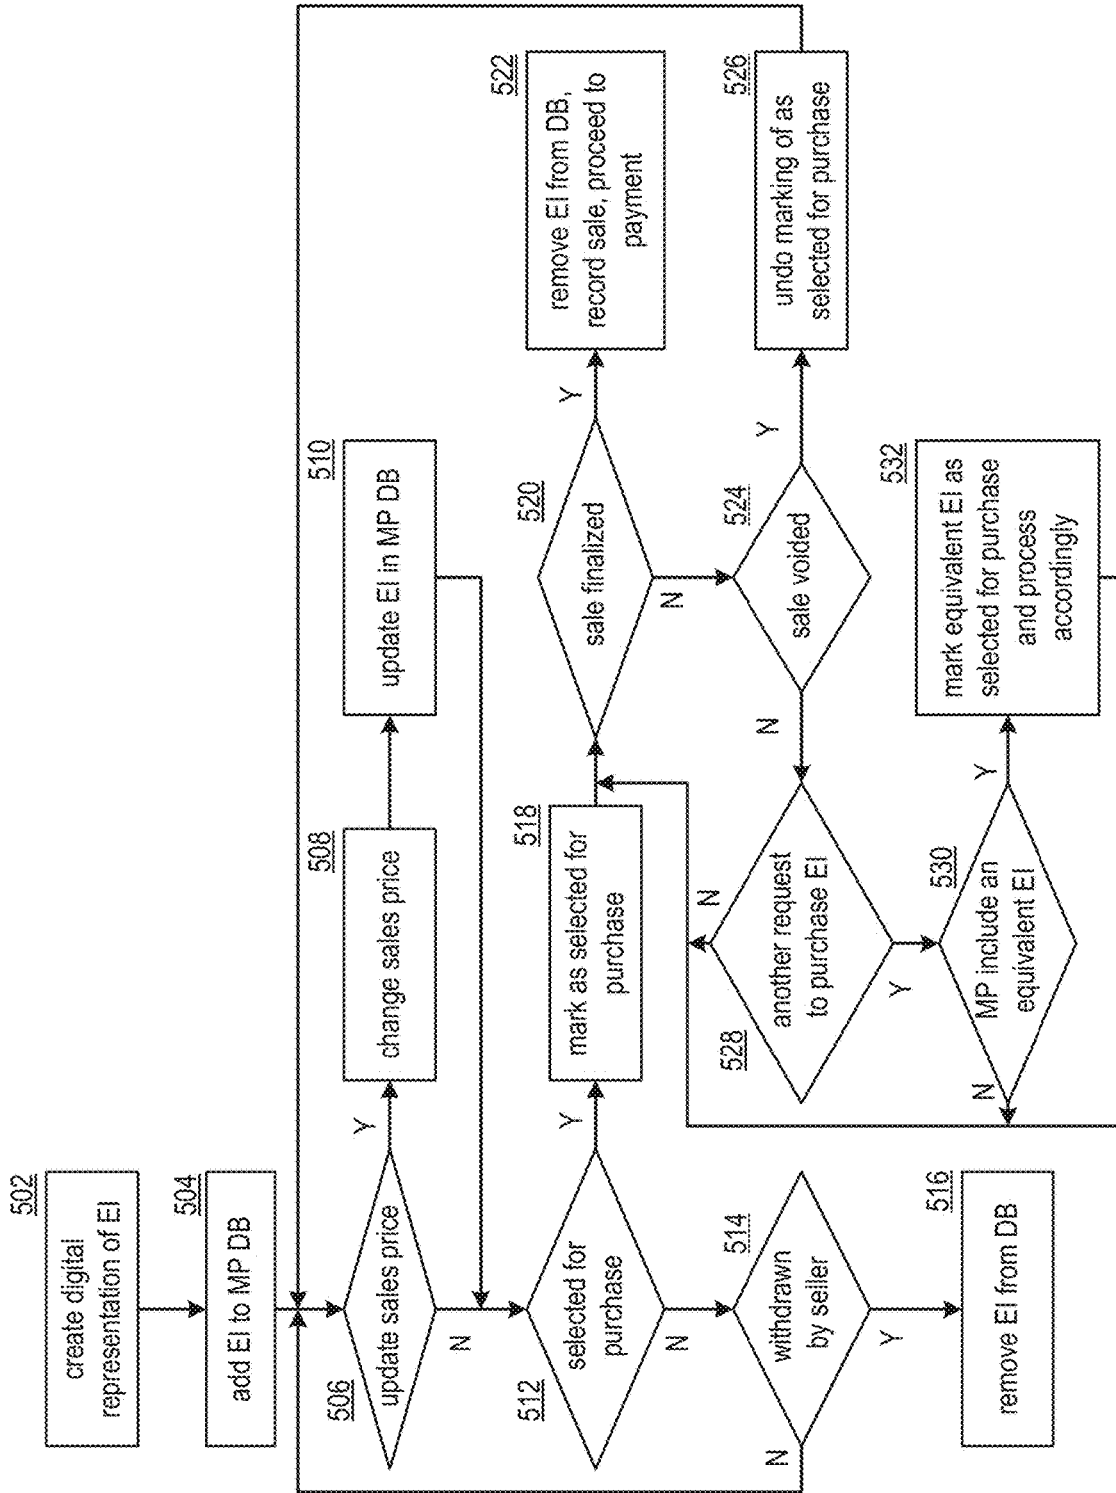 502
create digital
representation of EI
504
add EI to MP DB
506
update sales price
Y
N
508
change sales price
510
update EI in MP DB
512
selected for
purchase
Y
N
514
withdrawn
by seller
N
Y
516
remove EI from DB
518
mark as selected for
purchase
520
sale finalized
Y
N
522
remove EI from DB,
record sale, proceed to
payment
524
sale voided
Y
N
526
undo marking of as
selected for purchase
528
another request
to purchase EI
N
Y
530
MP include an
equivalent EI
N
Y
532
mark equivalent EI as
selected for purchase
and process
accordingly